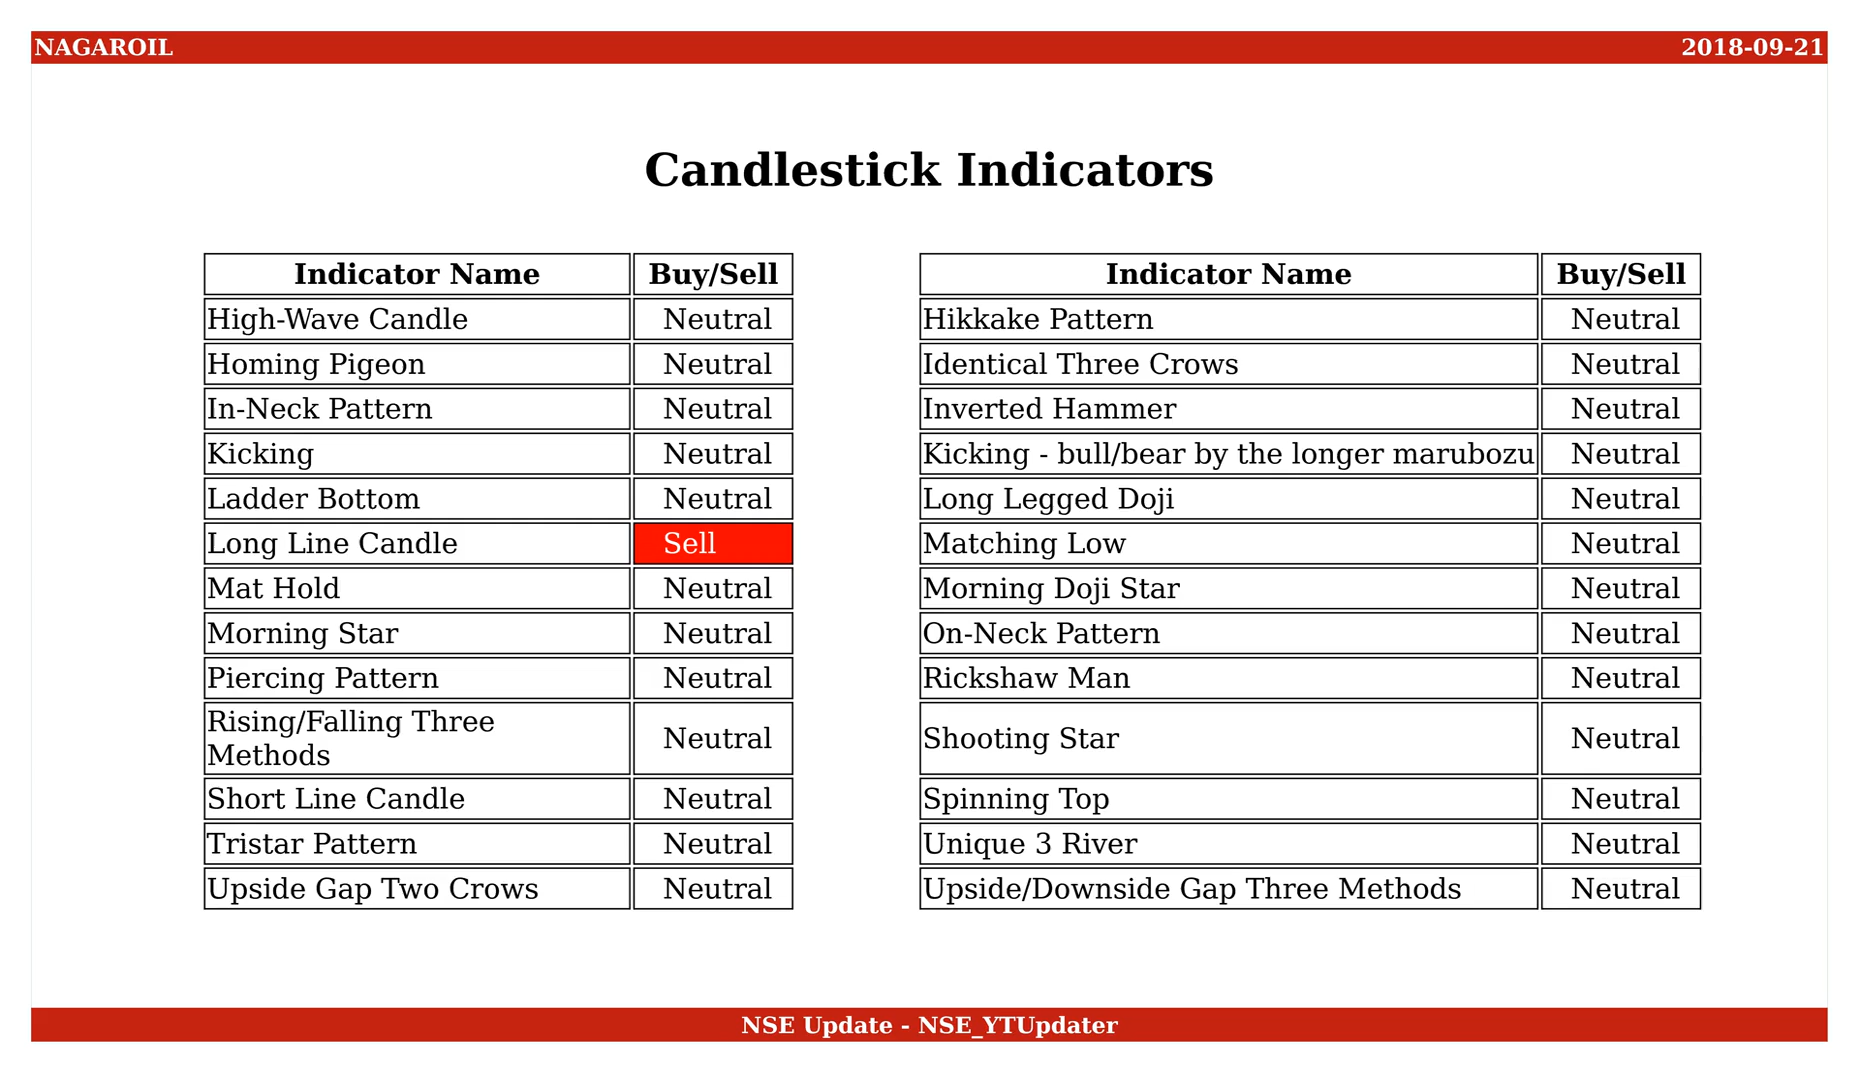 NAGAROIL 2018-09-21
Candlestick Indicators
Indicator Name Buy/Sell
High-Wave Candle Neutral
Homing Pigeon Neutral
In-Neck Pattern Neutral
Kicking Neutral
Ladder Bottom Neutral
Long Line Candle Sell
Mat Hold Neutral
Morning Star Neutral
Piercing Pattern Neutral
Rising/Falling Three
Methods Neutral
Short Line Candle Neutral
Tristar Pattern Neutral
Upside Gap Two Crows Neutral
Indicator Name Buy/Sell
Hikkake Pattern Neutral
Identical Three Crows Neutral
Inverted Hammer Neutral
Kicking - bull/bear by the longer marubozu Neutral
Long Legged Doji Neutral
Matching Low Neutral
Morning Doji Star Neutral
On-Neck Pattern Neutral
Rickshaw Man Neutral
Shooting Star Neutral
Spinning Top Neutral
Unique 3 River Neutral
Upside/Downside Gap Three Methods Neutral
NSE Update - NSE_YTUpdater